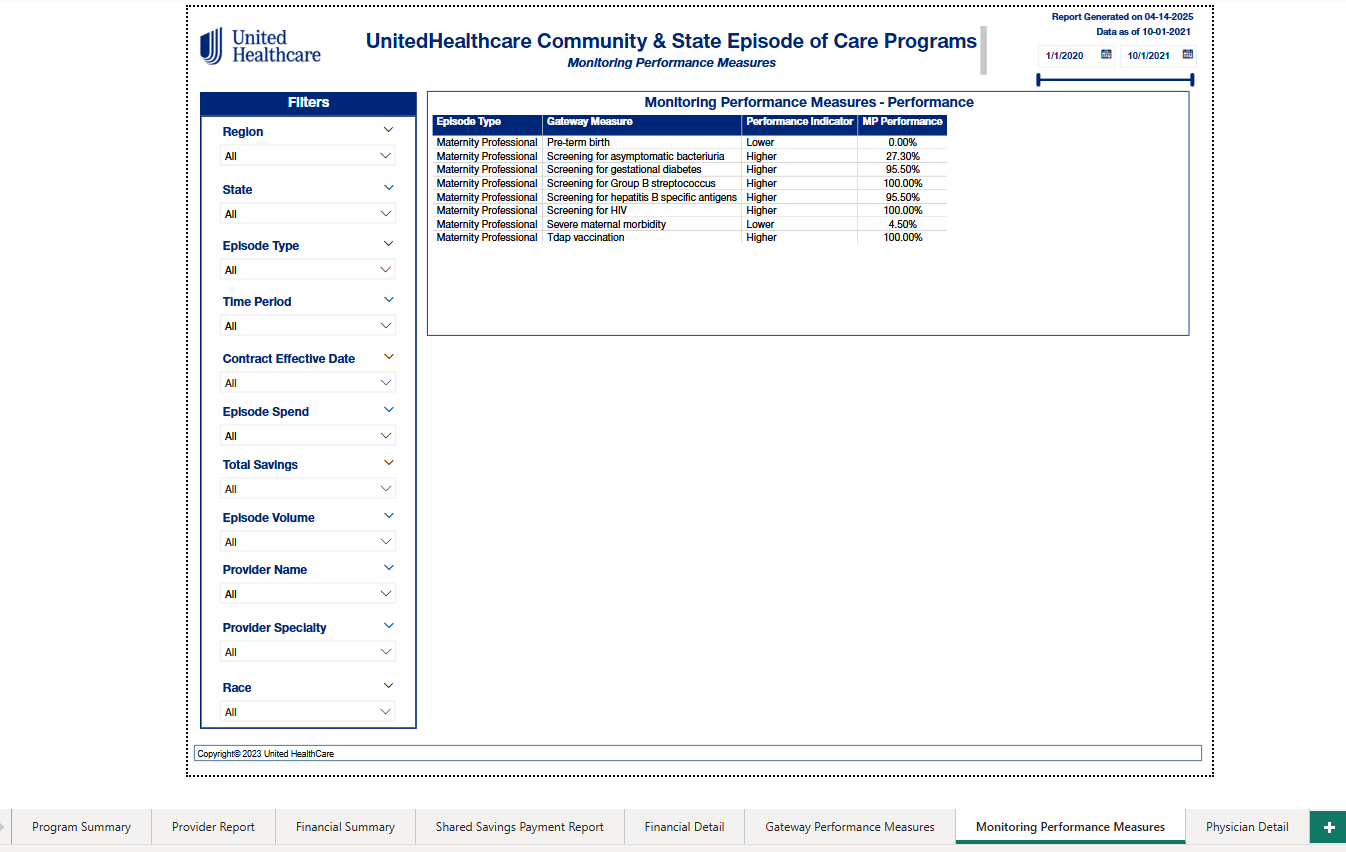 Report Generated on 04-14-2025
Data as of 10-01-2021
United
Healthcare
UnitedHealthcare Community & State Episode of Care Programs
Monitoring Performance Measures
1/1/2020 10/1/2021
Filters
Region
All
State
All
Episode Type
All
Time Period
All
Contract Effective Date
All
Episode Spend
All
Total Savings
All
Episode Volume
All
Provider Name
All
Provider Specialty
All
Race
All
Monitoring Performance Measures - Performance
Episode Type Gateway Measure Performance Indicator MP Performance
Maternity Professional Pre-term birth Lower 0.00%
Maternity Professional Screening for asymptomatic bacteriuria Higher 27.30%
Maternity Professional Screening for gestational diabetes Higher 95.50%
Maternity Professional Screening for Group B streptococcus Higher 100.00%
Maternity Professional Screening for hepatitis B specific antigens Higher 95.50%
Maternity Professional Screening for HIV Higher 100.00%
Maternity Professional Severe maternal morbidity Lower 4.50%
Maternity Professional Tdap vaccination Higher 100.00%
Copyright© 2023 United HealthCare
Program Summary Provider Report Financial Summary Shared Savings Payment Report Financial Detail Gateway Performance Measures Monitoring Performance Measures Physician Detail